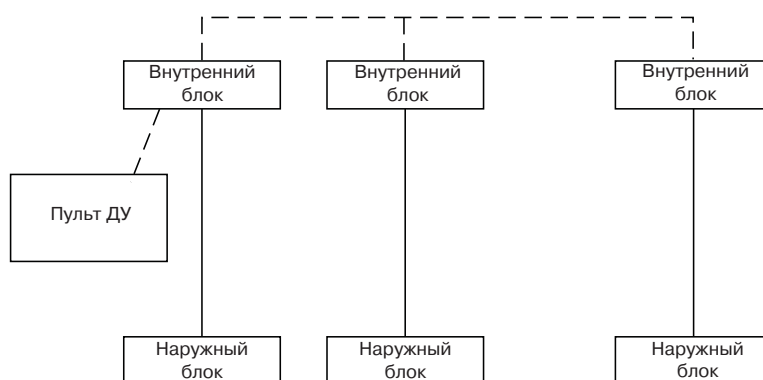 Внутренний
блок
Внутренний
блок
Внутренний
блок
Пульт ДУ
Наружный
блок
Наружный
блок
Наружный
блок